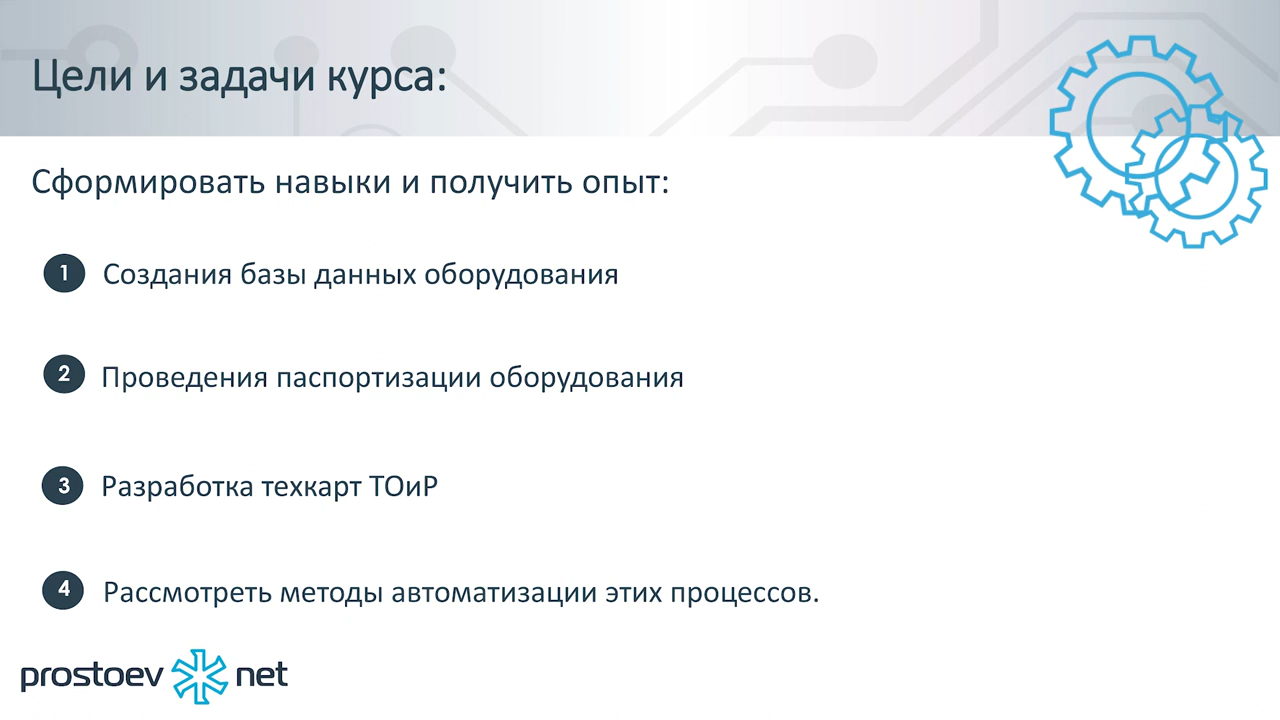 Цели и задачи курса:
Сформировать навыки и получить опыт:
1 Создания базы данных оборудования
2 Проведения паспортизации оборудования
3 Разработка техкарт ТОиР
4 Рассмотреть методы автоматизации этих процессов.
prostoev net